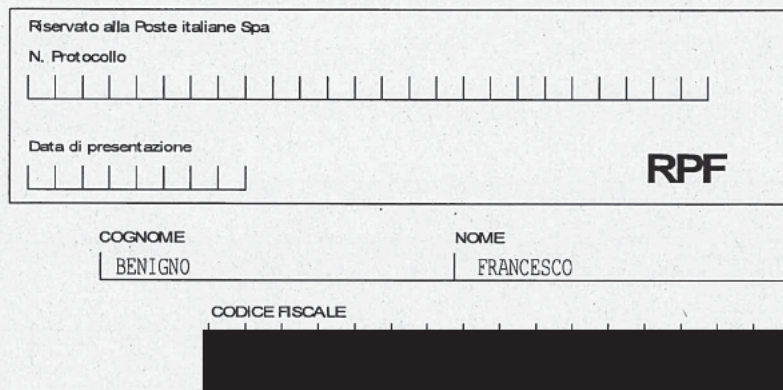 Riservato alla Poste italiane Spa
N. Protocollo
Data di presentazione
RPF
COGNOME NOME
BENIGNO FRANCESCO
CODICE FISCALE